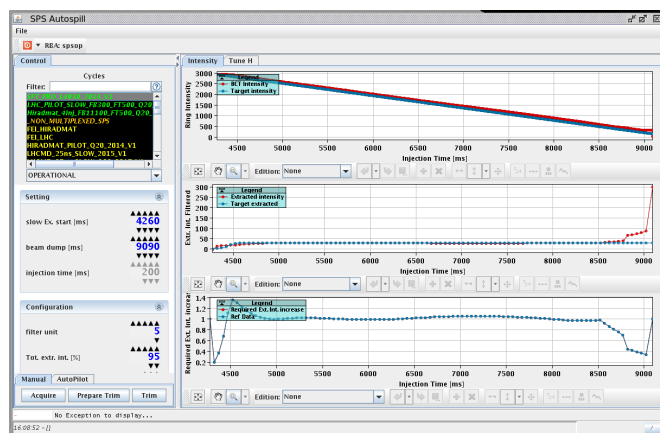 SPS Autospill
File
RBA: spsop
Control
Cycles
Filter:
LHC_PILOT_SLOW_FB300_FT500_Q20
Hiradmat_4inj_FB11100_FT500_Q20
_NON_MULTIPLEXED_SPS
FEI_HIRADMAT
FEI_LHC
HIRADMAT_PILOT_Q20_2014_V1
LHCMD_25ns_SLOW_2015_V1
OPERATIONAL
Setting
slow Ex. start [ms]
4260
beam dump [ms]
9090
injection time [ms]
200
Configuration
filter unit
5
Tot. extr. int. [%]
95
Manual AutoPilot
Acquire Prepare Trim Trim
Intensity Tune H
Ring Intensity
3000
2500
2000
1500
1000
500
0
Legend
BCT Intensity
Target intensity
4500 5000 5500 6000 6500 7000 7500 8000 8500 9000
Injection Time [ms]
Edition: None
Extr. Int. Filtered
300
250
200
150
100
50
0
Legend
Extracted intensity
Target extracted
4500 5000 5500 6000 6500 7000 7500 8000 8500 9000
Injection Time [ms]
Edition: None
Required Ext. Int. increase
1.4
1.2
1
0.8
0.6
0.4
0.2
Legend
Required Ext. Int. increase
Ref Data
4500 5000 5500 6000 6500 7000 7500 8000 8500 9000
Injection Time [ms]
Edition: None
- No Exception to display...
16:08:52 - []